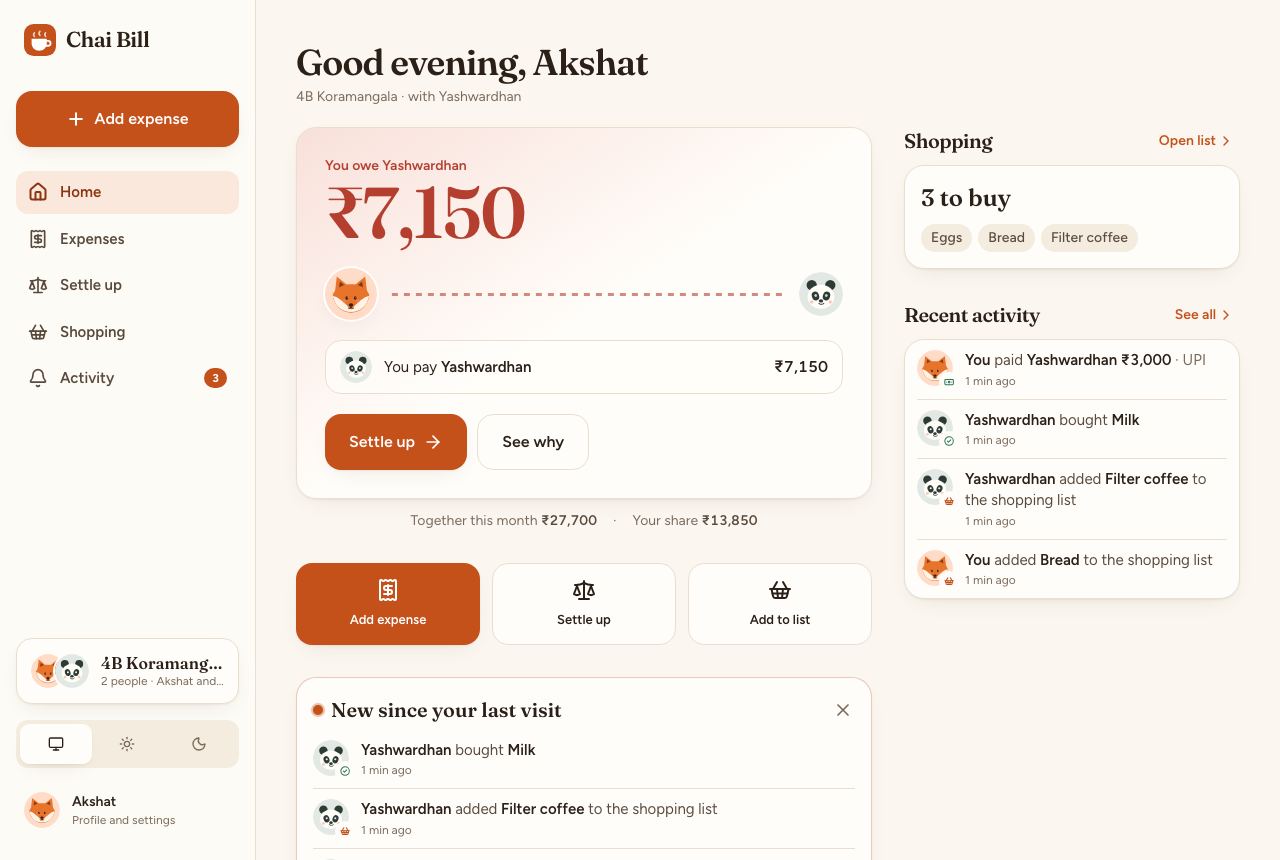 Chai Bill
Add expense
Home
Expenses
Settle up
Shopping
Activity
3
4B Koramang...
2 people · Akshat and...
Akshat
Profile and settings
Good evening, Akshat
4B Koramangala · with Yashwardhan
You owe Yashwardhan
₹7,150
You pay Yashwardhan
₹7,150
Settle up
See why
Together this month ₹27,700 · Your share ₹13,850
Add expense
Settle up
Add to list
New since your last visit
Yashwardhan bought Milk
1 min ago
Yashwardhan added Filter coffee to the shopping list
1 min ago
Shopping
Open list
3 to buy
Eggs
Bread
Filter coffee
Recent activity
See all
You paid Yashwardhan ₹3,000 · UPI
1 min ago
Yashwardhan bought Milk
1 min ago
Yashwardhan added Filter coffee to
the shopping list
1 min ago
You added Bread to the shopping list
1 min ago